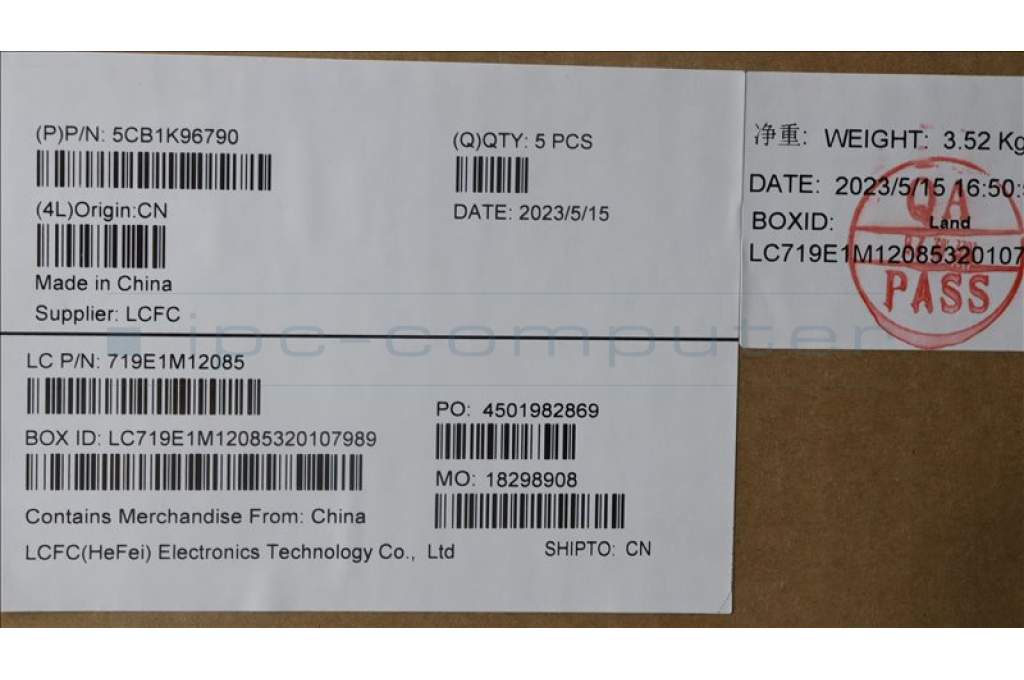 (P)P/N: 5CB1K96790
(Q)QTY: 5 PCS
(4L)Origin:CN
DATE: 2023/5/15
Made in China
Supplier: LCFC
LC P/N: 719E1M12085
PO: 4501982869
BOX ID: LC719E1M12085320107989
MO: 18298908
Contains Merchandise From: China
LCFC(HeFei) Electronics Technology Co., Ltd
SHIPTO: CN
净重: WEIGHT: 3.52 Kg
DATE: 2023/5/15 16:50:
BOXID:
Land
LC719E1M12085320107
QA
PASS
ipc-computer